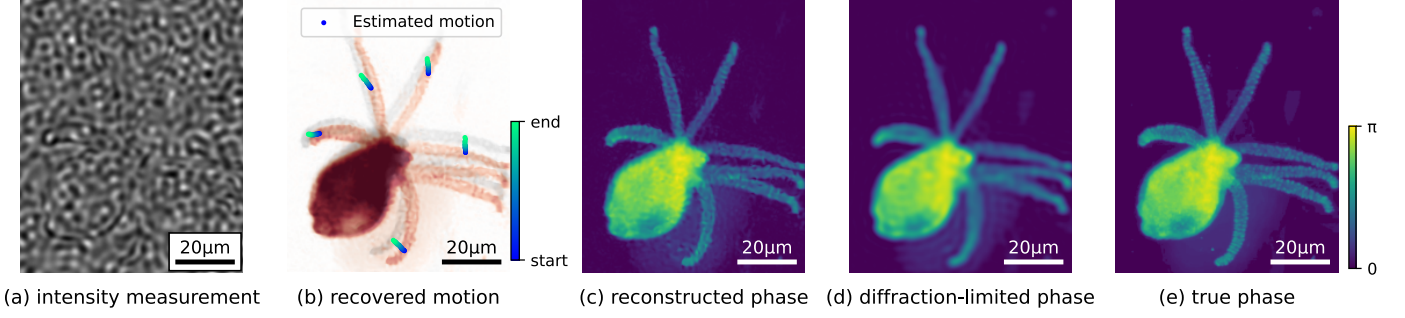 Estimated motion
end
start
π
0
20μm
20μm
20μm
20μm
20μm
(a) intensity measurement
(b) recovered motion
(c) reconstructed phase
(d) diffraction-limited phase
(e) true phase